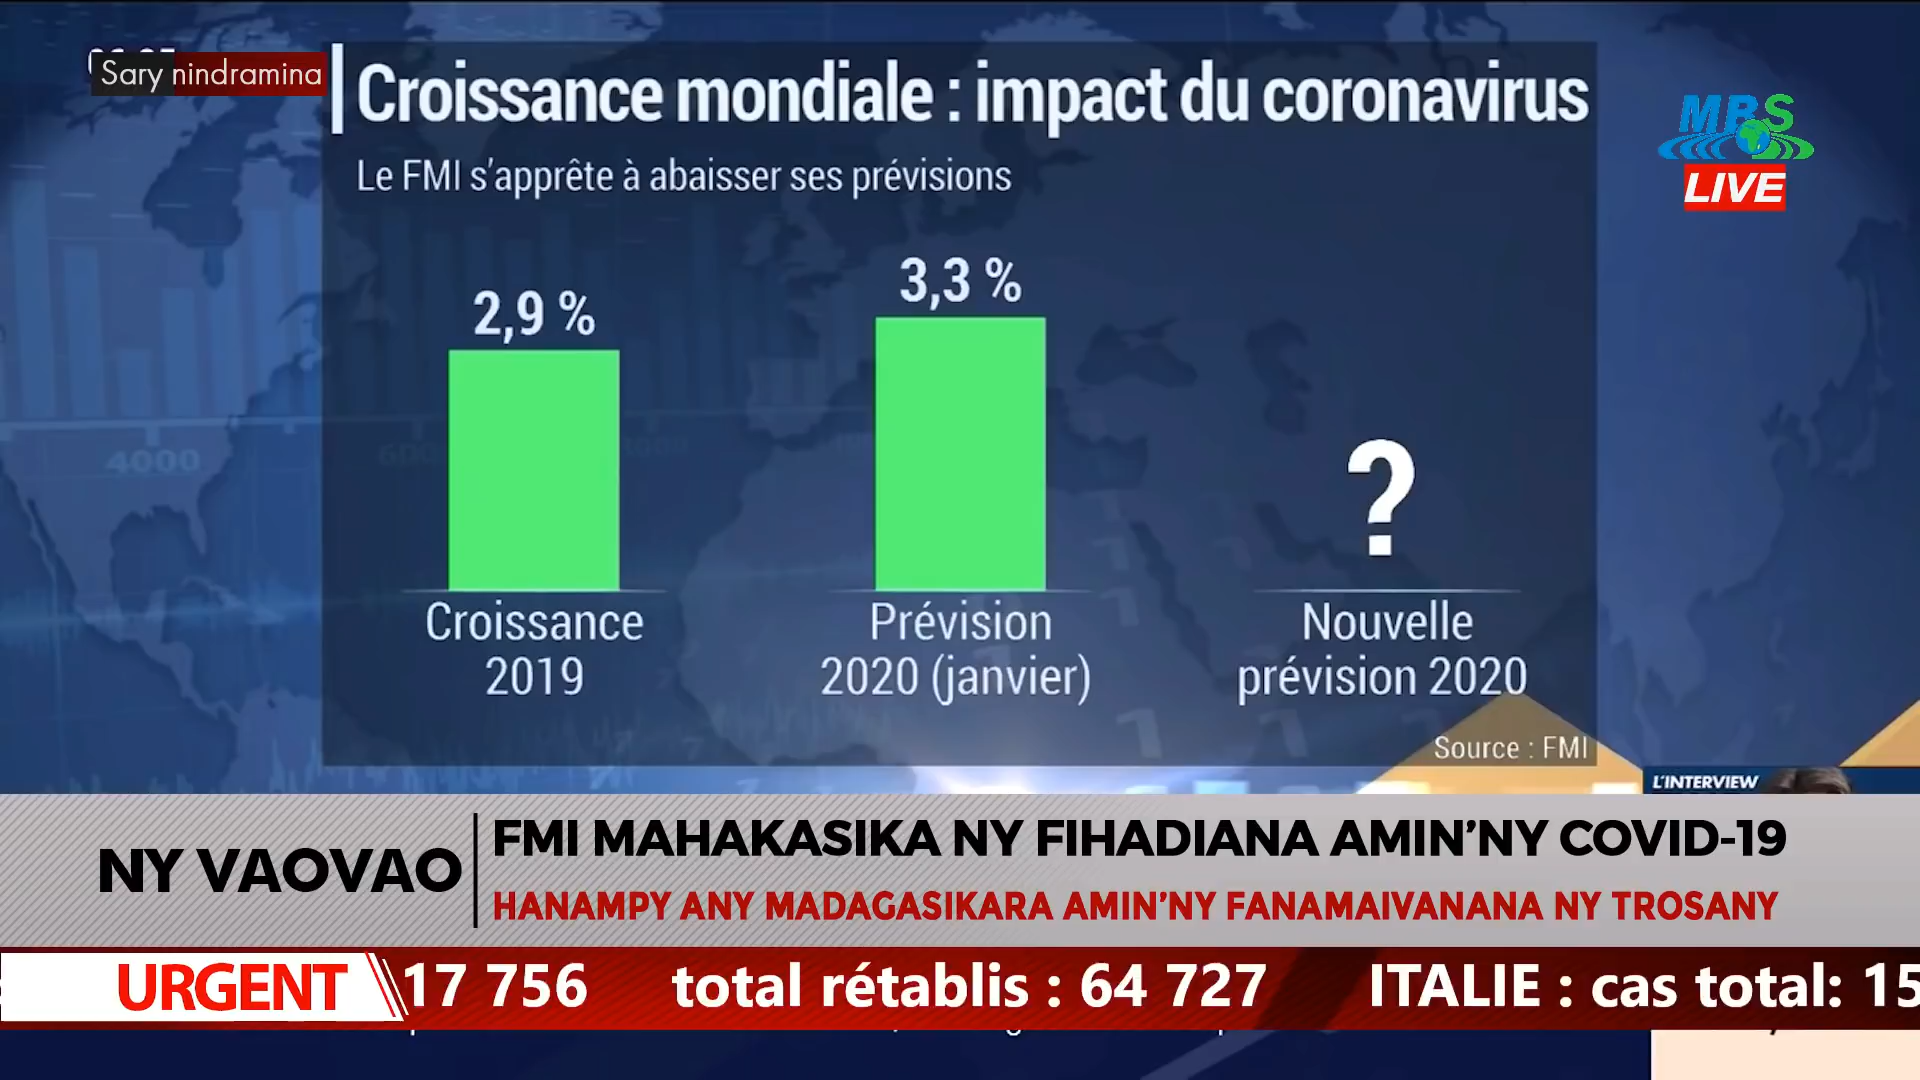 Sary nindramina
Croissance mondiale : impact du coronavirus
Le FMI s'apprête à abaisser ses prévisions
MBS
LIVE
2,9 %
3,3 %
?
Croissance
2019
Prévision
2020 (janvier)
Nouvelle
prévision 2020
4000
Source : FMI
L'INTERVIEW
NY VAOVAO
FMI MAHAKASIKA NY FIHADIANA AMIN'NY COVID-19
HANAMPY ANY MADAGASIKARA AMIN'NY FANAMAIVANANA NY TROSANY
URGENT
17 756 total rétablis : 64 727 ITALIE : cas total: 15